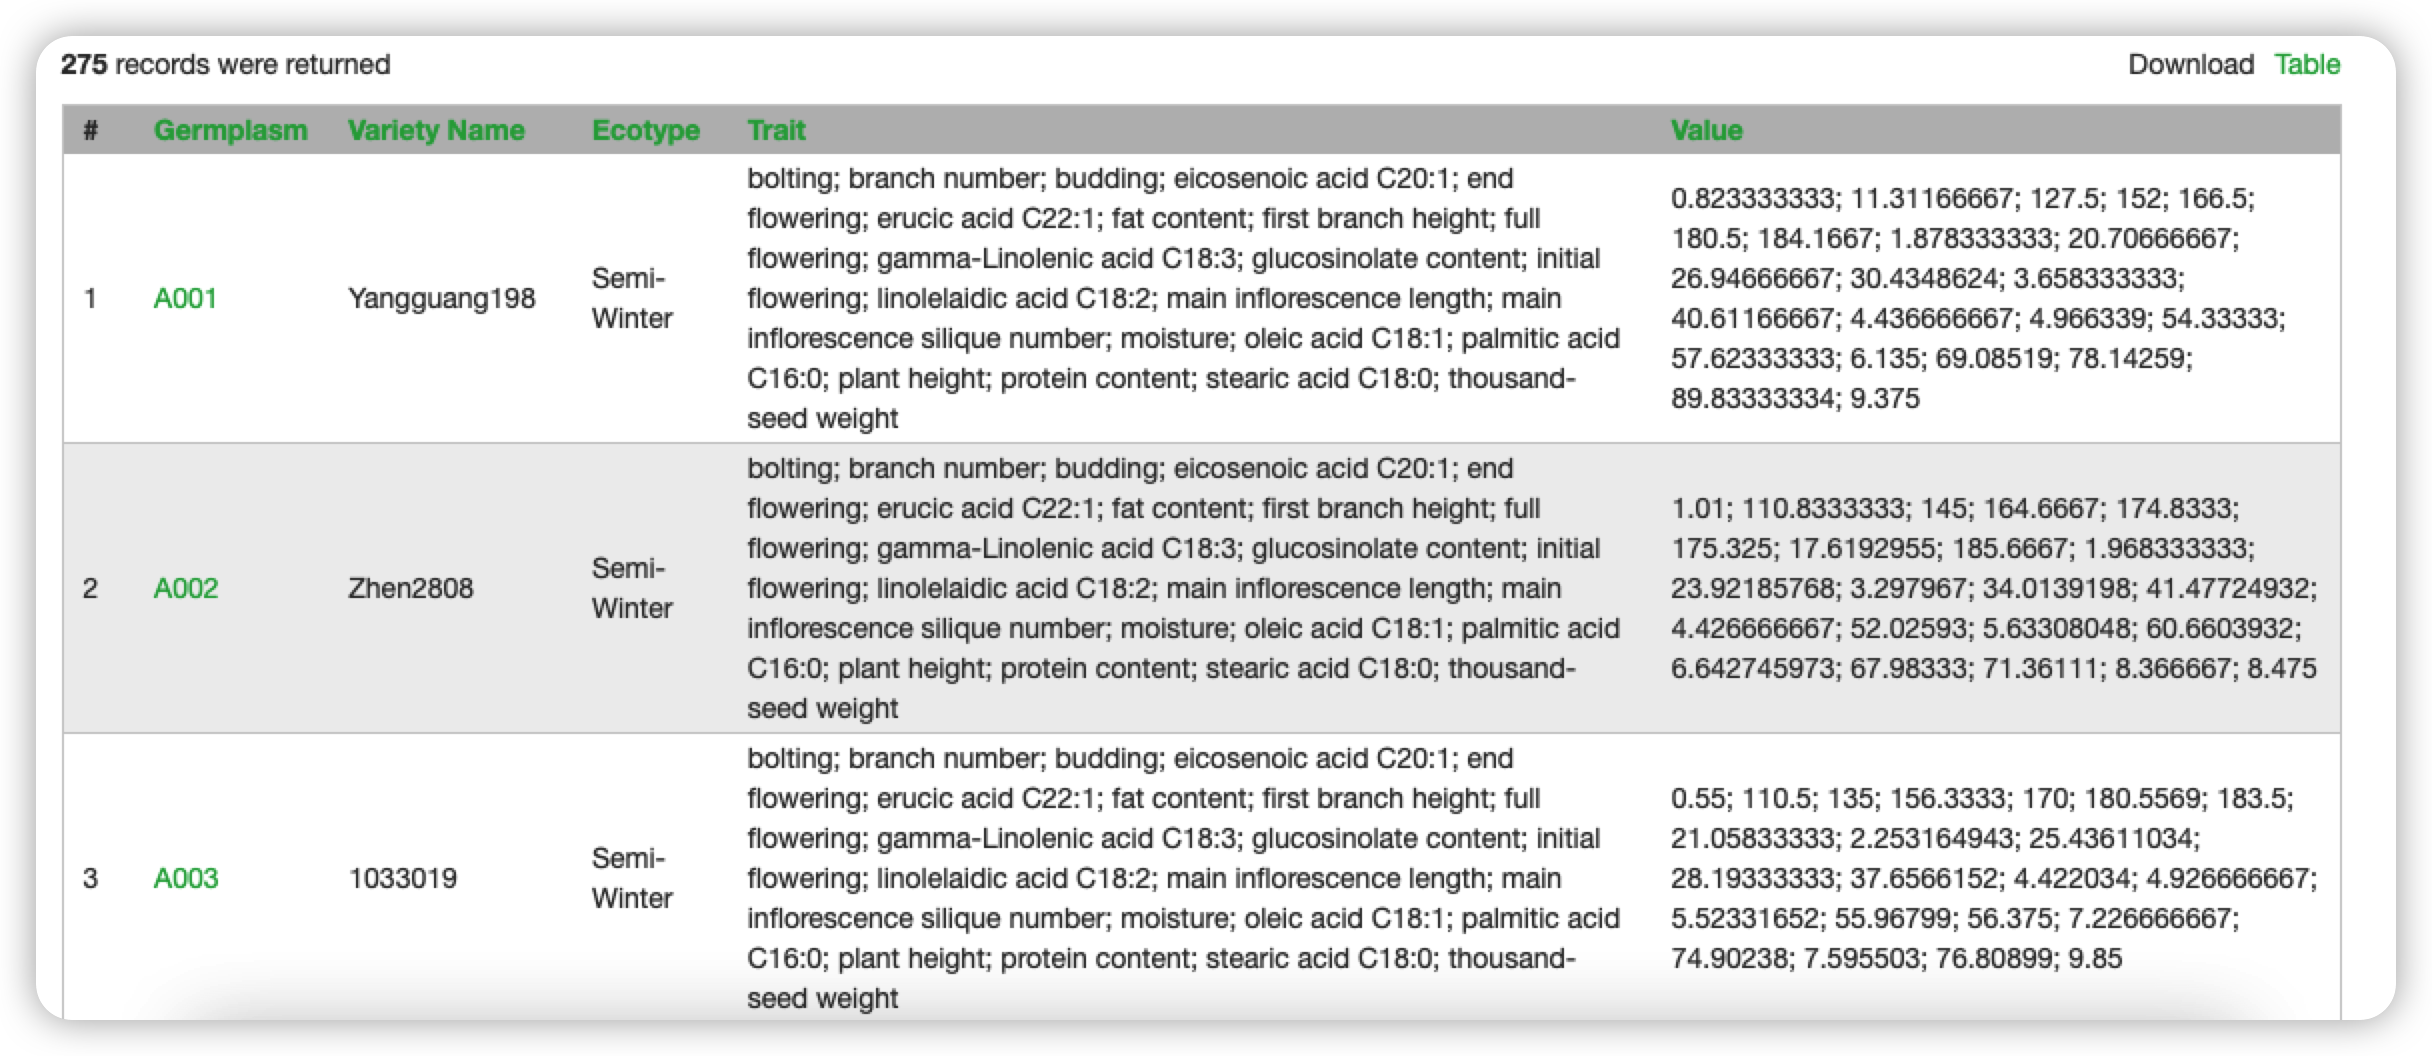 275 records were returned
Download Table
# Germplasm Variety Name Ecotype Trait Value
1 A001 Yangguang198
Semi-
Winter
bolting; branch number; budding; eicosenoic acid C20:1; end
flowering; erucic acid C22:1; fat content; first branch height; full
flowering; gamma-Linolenic acid C18:3; glucosinolate content; initial
flowering; linolelaidic acid C18:2; main inflorescence length; main
inflorescence silique number; moisture; oleic acid C18:1; palmitic acid
C16:0; plant height; protein content; stearic acid C18:0; thousand-
seed weight
0.823333333; 11.31166667; 127.5; 152; 166.5;
180.5; 184.1667; 1.878333333; 20.70666667;
26.94666667; 30.4348624; 3.658333333;
40.61166667; 4.436666667; 4.966339; 54.33333;
57.62333333; 6.135; 69.08519; 78.14259;
89.83333334; 9.375
2 A002 Zhen2808
Semi-
Winter
bolting; branch number; budding; eicosenoic acid C20:1; end
flowering; erucic acid C22:1; fat content; first branch height; full
flowering; gamma-Linolenic acid C18:3; glucosinolate content; initial
flowering; linolelaidic acid C18:2; main inflorescence length; main
inflorescence silique number; moisture; oleic acid C18:1; palmitic acid
C16:0; plant height; protein content; stearic acid C18:0; thousand-
seed weight
1.01; 110.8333333; 145; 164.6667; 174.8333;
175.325; 17.6192955; 185.6667; 1.968333333;
23.92185768; 3.297967; 34.0139198; 41.47724932;
4.426666667; 52.02593; 5.63308048; 60.6603932;
6.642745973; 67.98333; 71.36111; 8.366667; 8.475
3 A003 1033019
Semi-
Winter
bolting; branch number; budding; eicosenoic acid C20:1; end
flowering; erucic acid C22:1; fat content; first branch height; full
flowering; gamma-Linolenic acid C18:3; glucosinolate content; initial
flowering; linolelaidic acid C18:2; main inflorescence length; main
inflorescence silique number; moisture; oleic acid C18:1; palmitic acid
C16:0; plant height; protein content; stearic acid C18:0; thousand-
seed weight
0.55; 110.5; 135; 156.3333; 170; 180.5569; 183.5;
21.05833333; 2.253164943; 25.43611034;
28.19333333; 37.6566152; 4.422034; 4.926666667;
5.52331652; 55.96799; 56.375; 7.226666667;
74.90238; 7.595503; 76.80899; 9.85